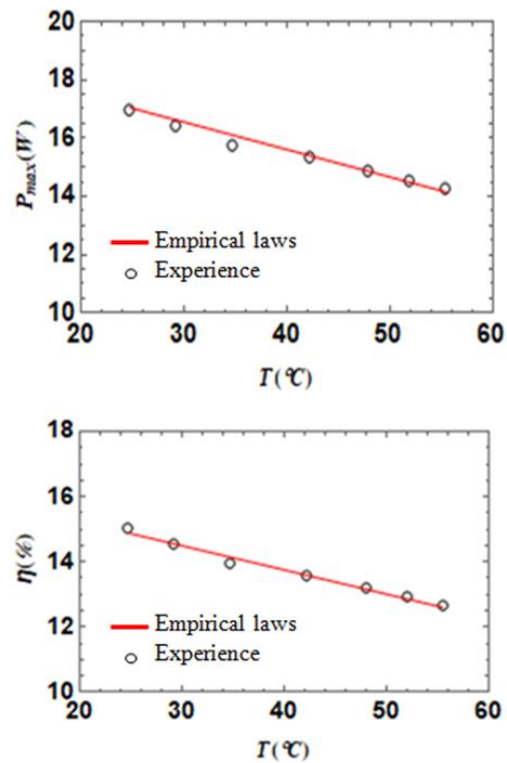 20
18
16
14
12
10
P_max(W)
Empirical laws
Experience
20 30 40 50 60
T(℃)
18
16
14
12
10
η(%)
Empirical laws
Experience
20 30 40 50 60
T(℃)